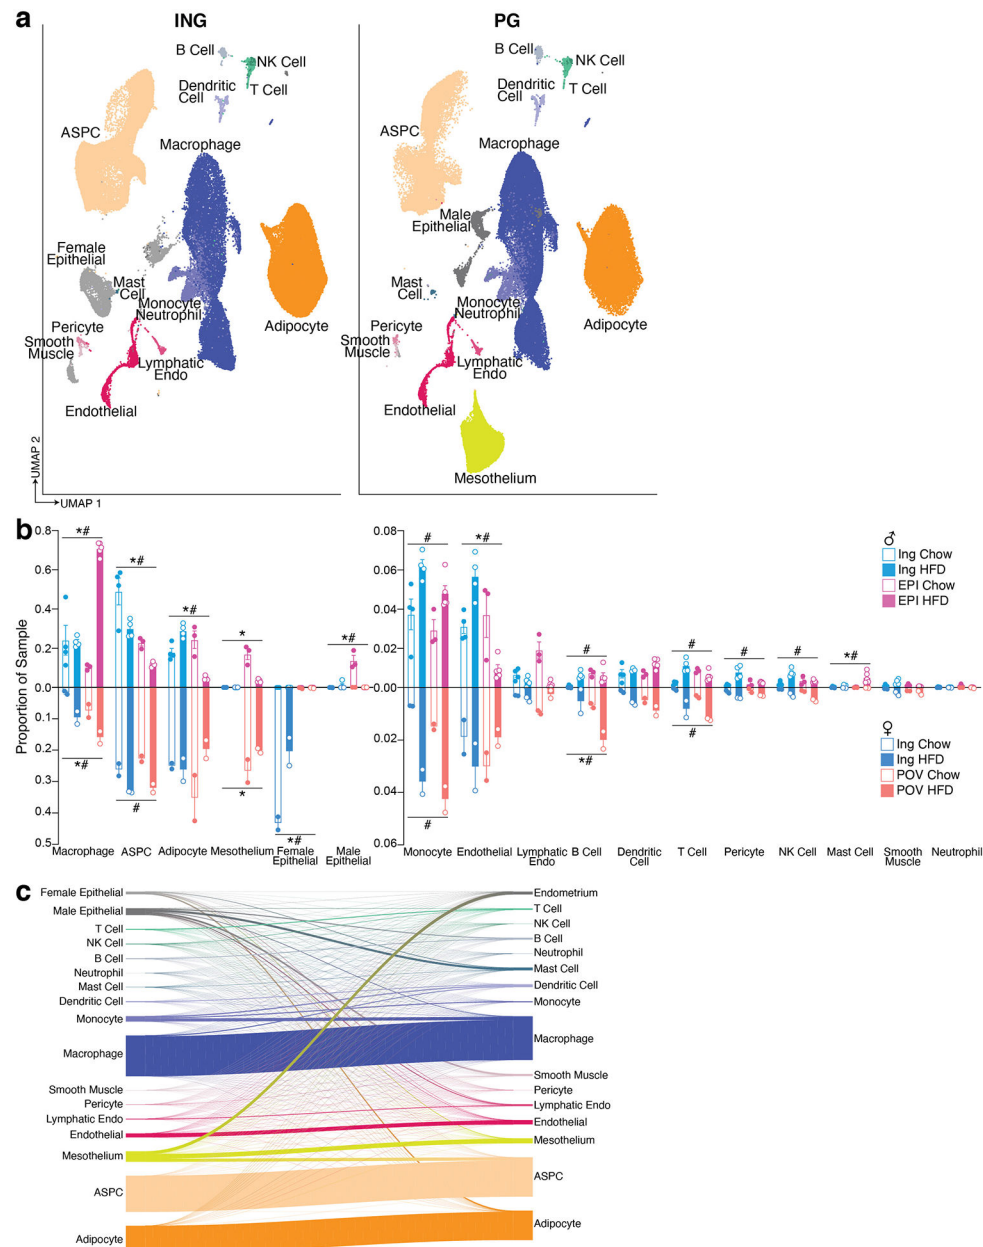 a
ING
PG
B Cell
NK Cell
Dendritic
Cell
T Cell
ASPC
Macrophage
Female
Epithelial
Mast
Cell
Monocyte
Neutrophil
Adipocyte
Pericyte
Smooth
Muscle
Lymphatic
Endo
Endothelial
UMAP 2
UMAP 1
B Cell
NK Cell
Dendritic
Cell
T Cell
ASPC
Macrophage
Male
Epithelial
Mast
Cell
Monocyte
Neutrophil
Adipocyte
Pericyte
Smooth
Muscle
Lymphatic
Endo
Endothelial
Mesothelium
b
Proportion of Sample
0.8
0.6
0.4
0.2
0.0
0.1
0.2
0.3
0.4
0.5
*#
*#
*#
*
*#
*#
#
*
*#
Macrophage
ASPC
Adipocyte
Mesothelium
Female
Epithelial
Male
Epithelial
0.08
0.06
0.04
0.02
0.00
0.02
0.04
0.06
#
*#
#
#
#
#
*#
#
*#
#
Monocyte
Endothelial
Lymphatic
Endo
B Cell
Dendritic
Cell
T Cell
Pericyte
NK Cell
Mast Cell
Smooth
Muscle
Neutrophil
♂
Ing Chow
Ing HFD
EPI Chow
EPI HFD
♀
Ing Chow
Ing HFD
POV Chow
POV HFD
c
Female Epithelial
Male Epithelial
T Cell
NK Cell
B Cell
Neutrophil
Mast Cell
Dendritic Cell
Monocyte
Macrophage
Smooth Muscle
Pericyte
Lymphatic Endo
Endothelial
Mesothelium
ASPC
Adipocyte
Endometrium
T Cell
NK Cell
B Cell
Neutrophil
Mast Cell
Dendritic Cell
Monocyte
Macrophage
Smooth Muscle
Pericyte
Lymphatic Endo
Endothelial
Mesothelium
ASPC
Adipocyte